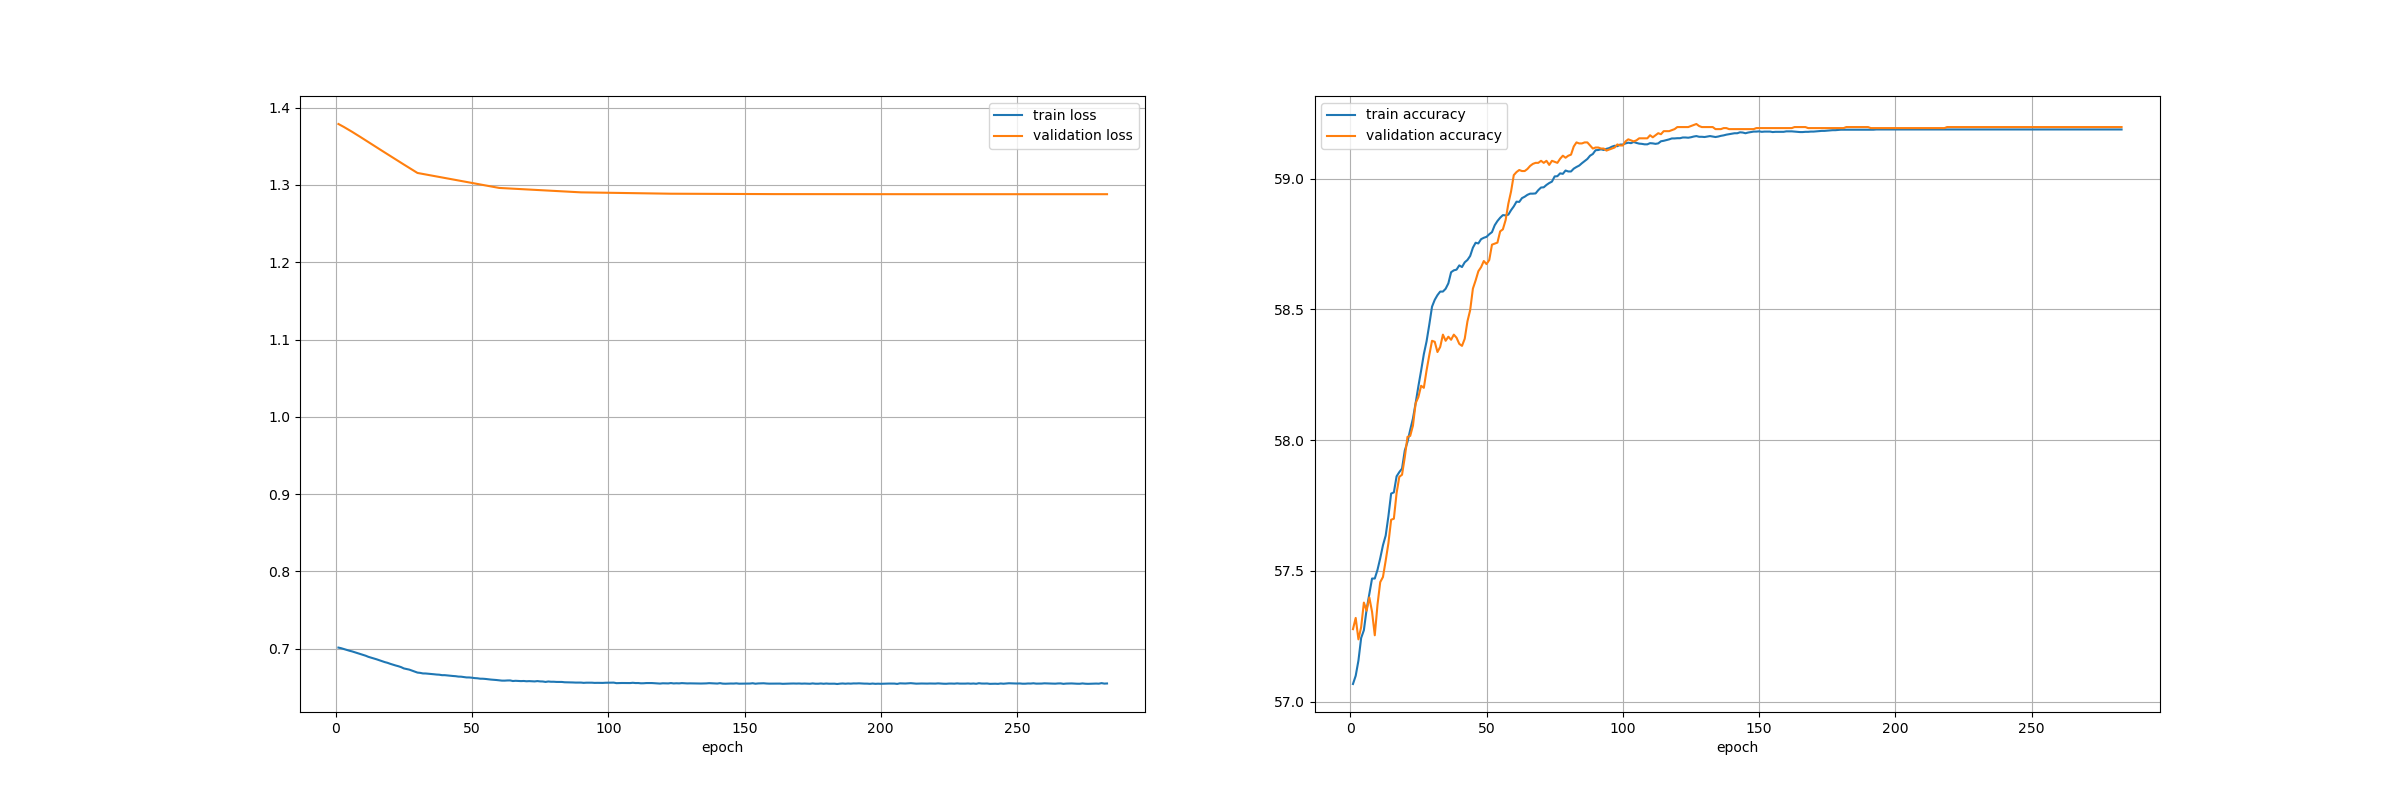 1.4
1.3
1.2
1.1
1.0
0.9
0.8
0.7
0 50 100 150 200 250
epoch
train loss
validation loss
59.0
58.5
58.0
57.5
57.0
0 50 100 150 200 250
epoch
train accuracy
validation accuracy